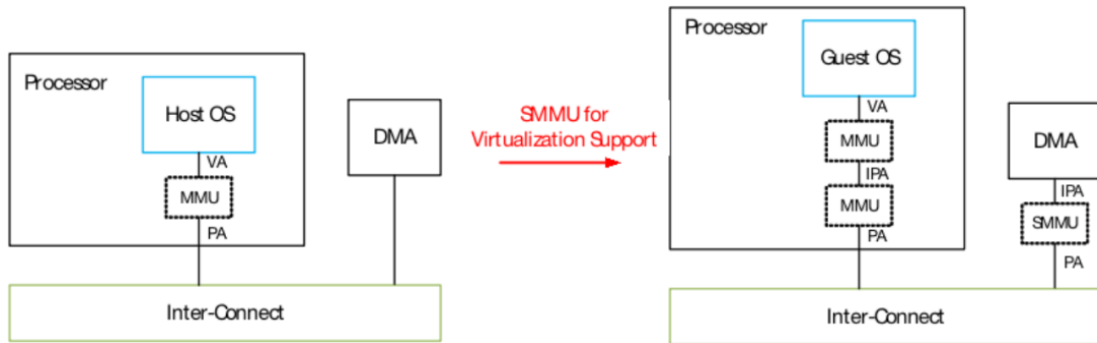 Processor
Host OS
VA
MMU
PA
DMA
Inter-Connect
SMMU for
Virtualization Support
Processor
Guest OS
VA
MMU
IPA
MMU
PA
DMA
IPA
SMMU
PA
Inter-Connect